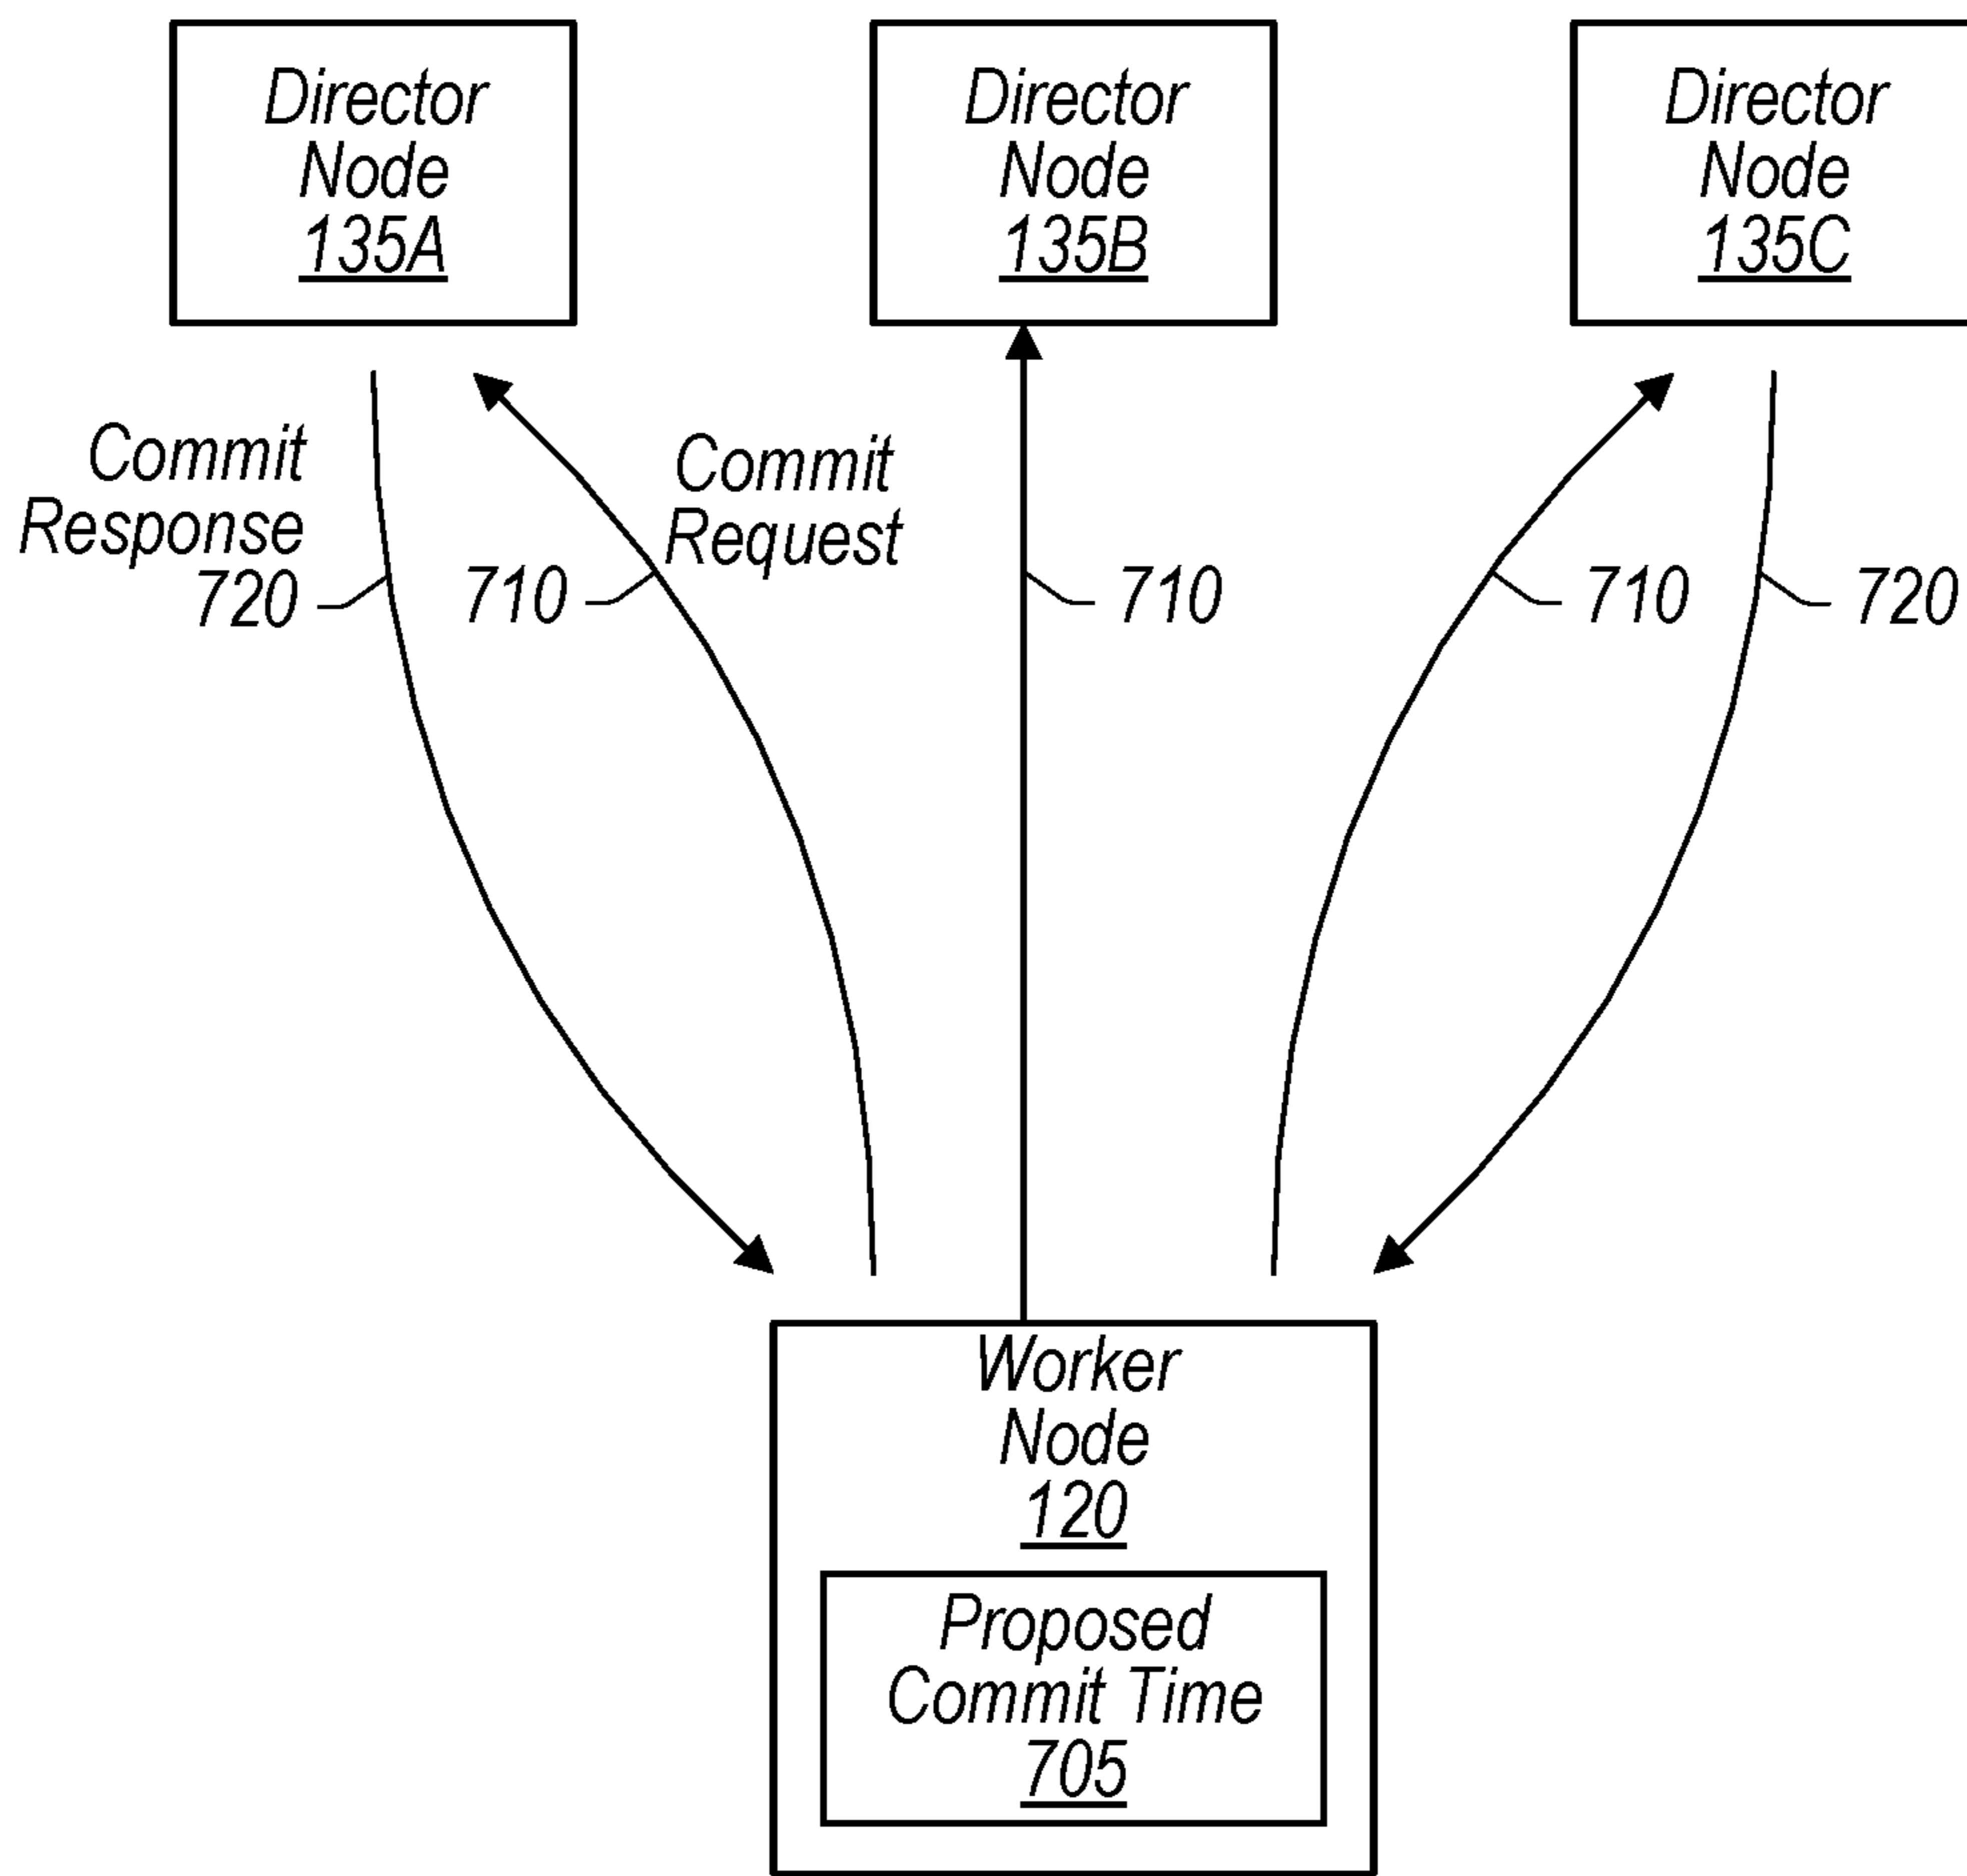 Director
Node
135A
Director
Node
135B
Director
Node
135C
Commit
Response
720
710
Commit
Request
710
710
720
Worker
Node
120
Proposed
Commit Time
705